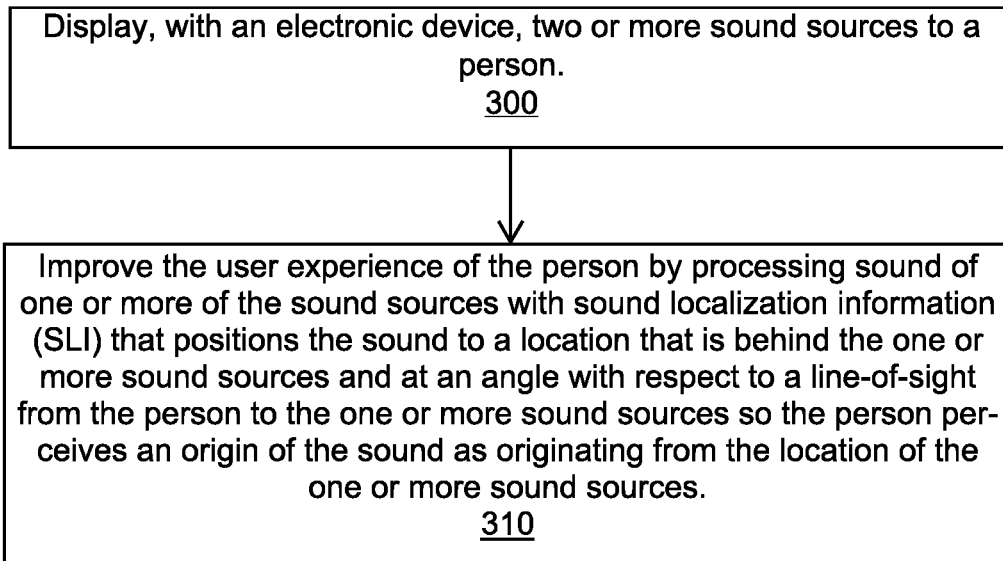 Display, with an electronic device, two or more sound sources to a
person.
300
Improve the user experience of the person by processing sound of
one or more of the sound sources with sound localization information
(SLI) that positions the sound to a location that is behind the one or
more sound sources and at an angle with respect to a line-of-sight
from the person to the one or more sound sources so the person per-
ceives an origin of the sound as originating from the location of the
one or more sound sources.
310